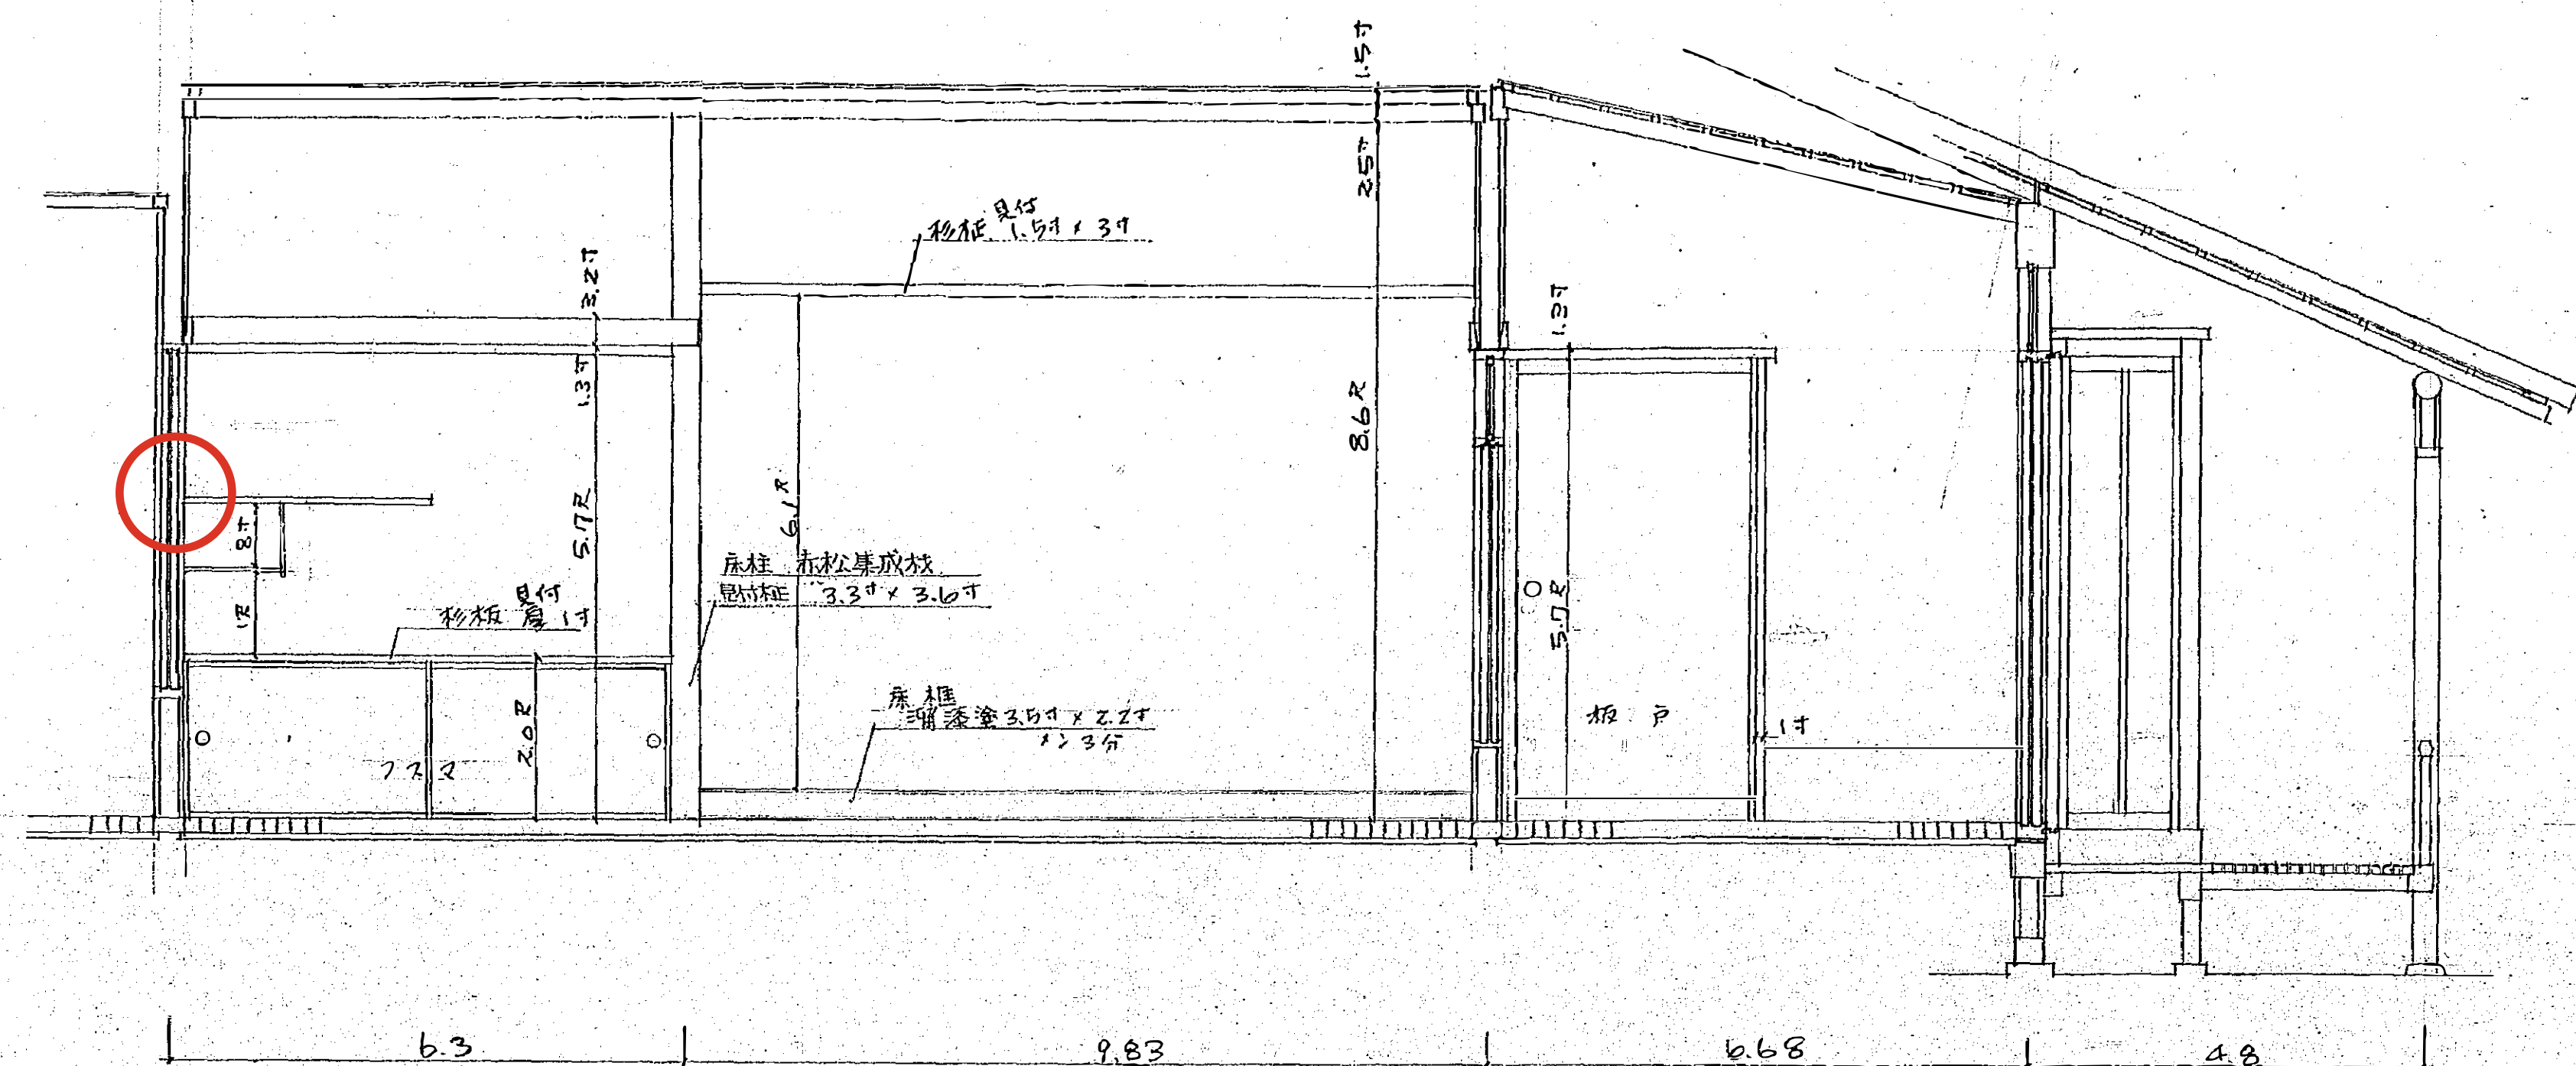 1.5寸
25寸
見付
杉柾 1.5寸×3寸
3.2寸
1.3寸
1.3寸
8.6尺
8寸
5.7尺
6.1尺
床柱 赤松集成材
見付柾 3.3寸×3.6寸
見付
杉板 厚 1寸
1尺
5.7尺
床框
漆塗 3.5寸×2.2寸
メン3分
板戸
1寸
2.0尺
フスマ
6.3
9.83
6.68
4.8